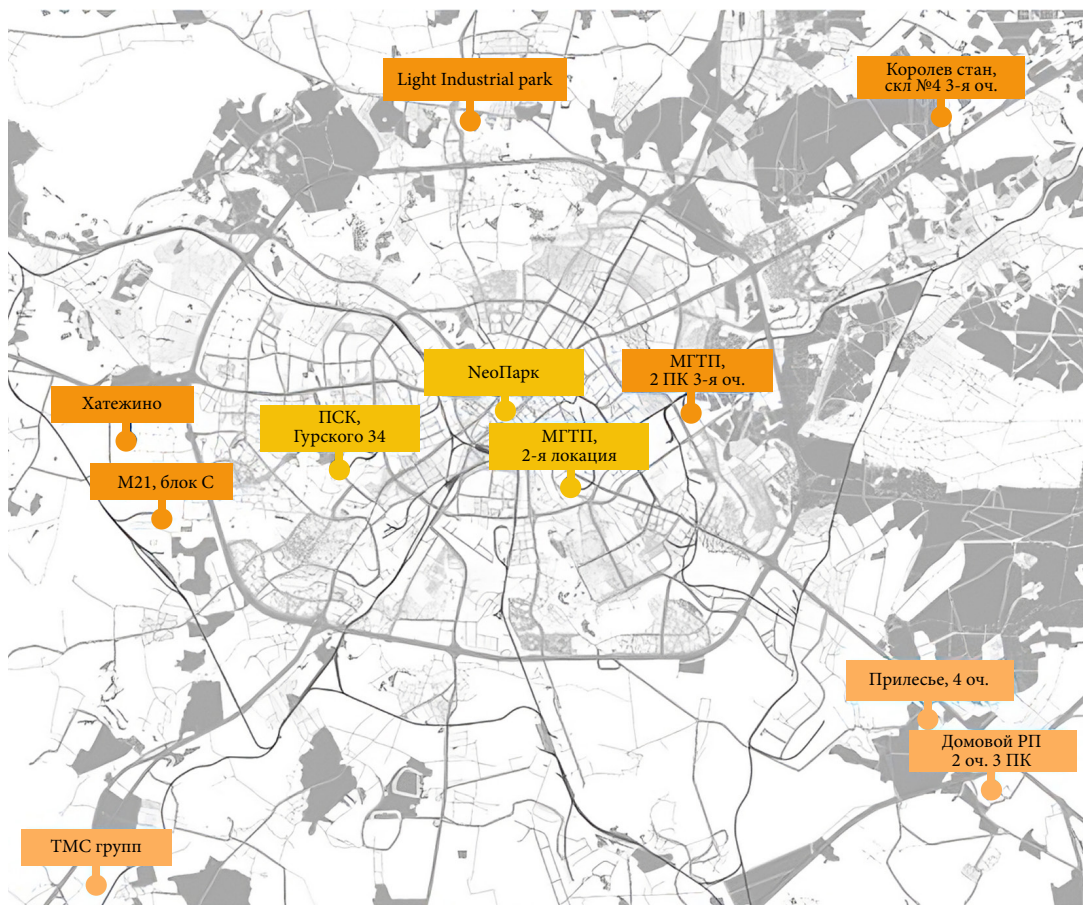 Light Industrial park
Королев стан,
скл №4 3-я оч.
NeoПарк
МГТП,
2 ПК 3-я оч.
Хатежино
ПСК,
Гурского 34
МГТП,
2-я локация
М21, блок С
Прилесье, 4 оч.
Домовой РП
2 оч. 3 ПК
ТМС групп